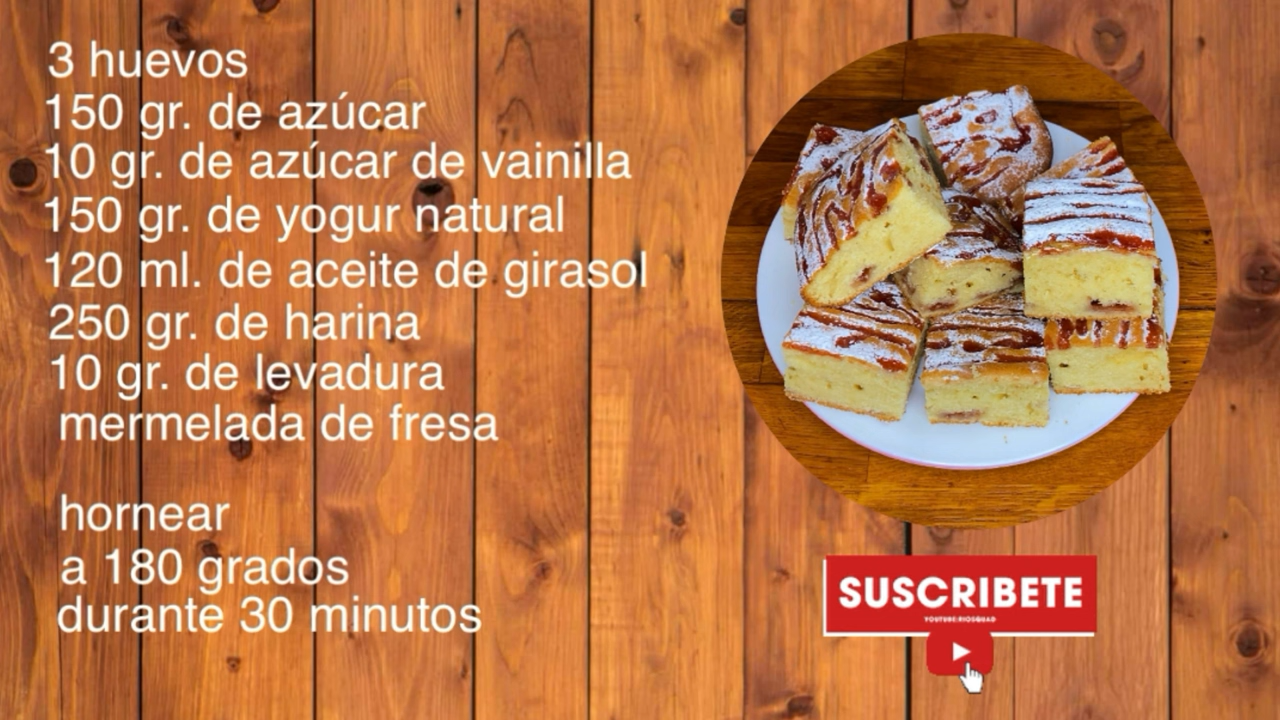 3 huevos
150 gr. de azúcar
10 gr. de azúcar de vainilla
150 gr. de yogur natural
120 ml. de aceite de girasol
250 gr. de harina
10 gr. de levadura
mermelada de fresa
hornear
a 180 grados
durante 30 minutos
SUSCRIBETE